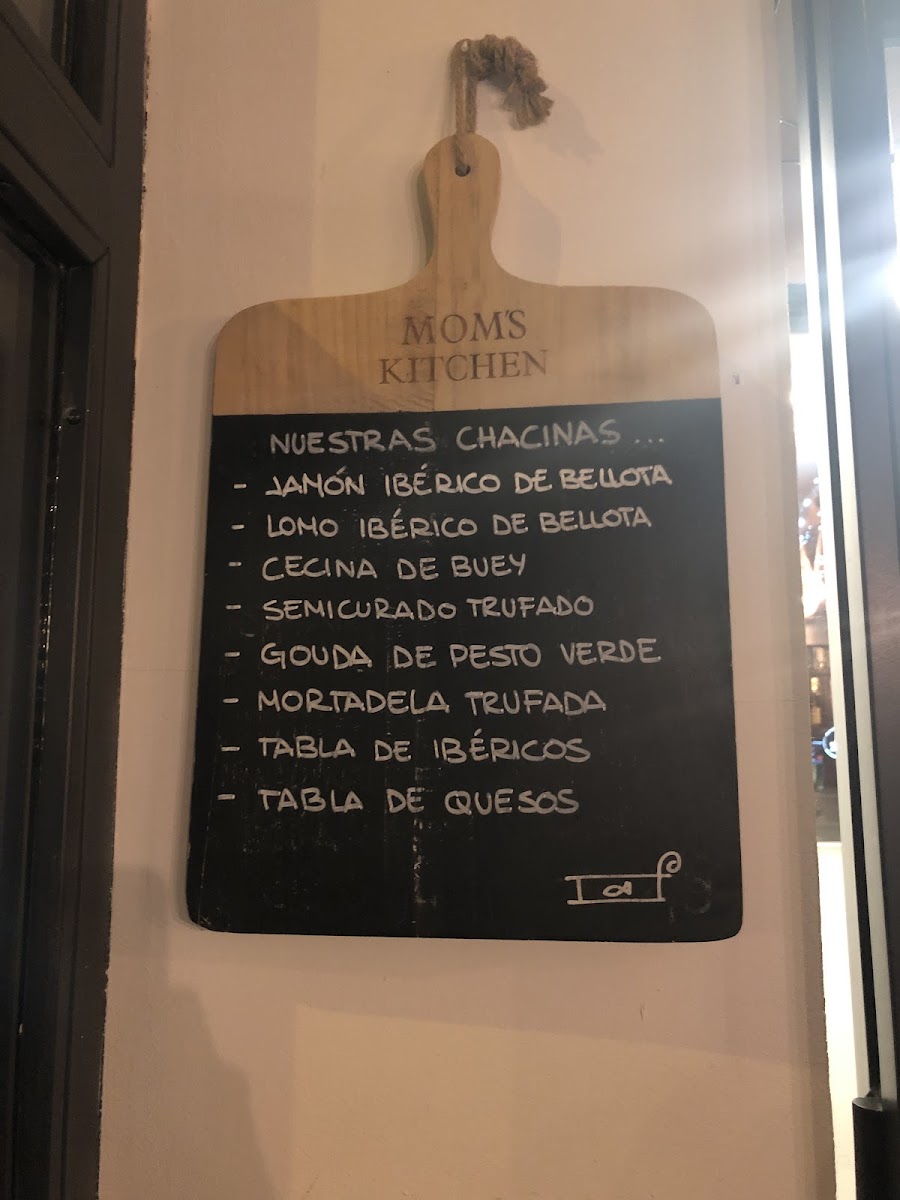 MOM'S
KITCHEN
NUESTRAS CHACINAS...
- JAMÓN IBÉRICO DE BELLOTA
- LOMO IBÉRICO DE BELLOTA
- CECINA DE BUEY
- SEMICURADO TRUFADO
- GOUDA DE PESTO VERDE
- MORTADELA TRUFADA
- TABLA DE IBÉRICOS
- TABLA DE QUESOS